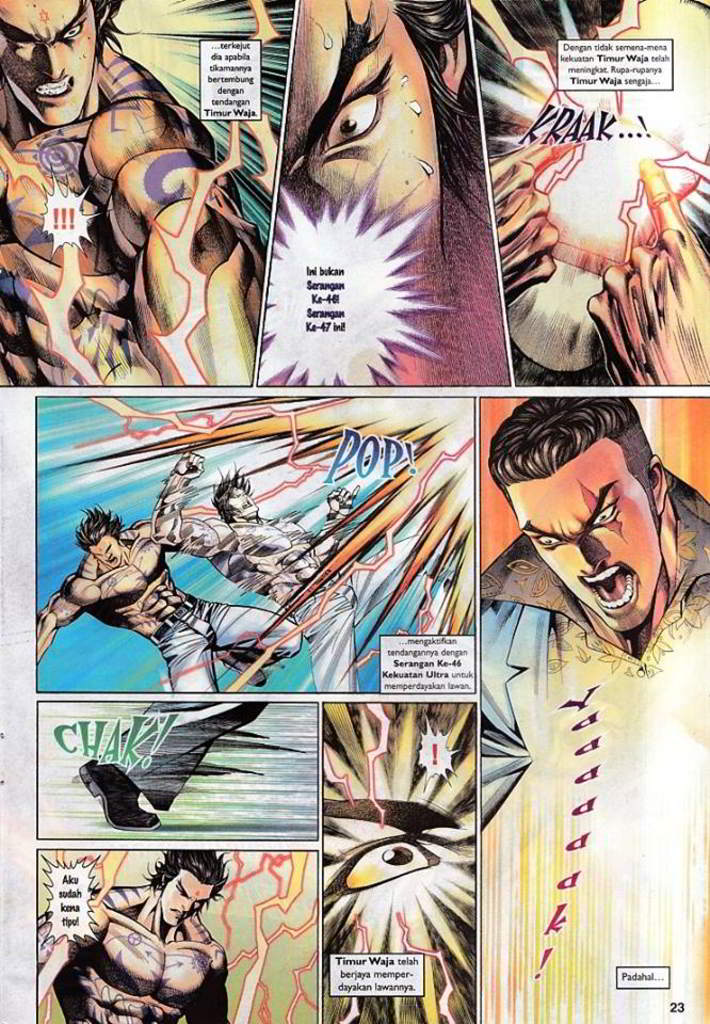 …terkejut
dia apabila
tikamannya
bertembung
dengan
tendangan
Timur Waja.
!!!
Ini bukan
Serangan
Ke-46!
Serangan
Ke-47 ini!
Dengan tidak semena-mena
kekuatan Timur Waja telah
meningkat. Rupa-rupanya
Timur Waja sengaja…
KRAAK...!
POP!
…mengaktifkan
tendangannya dengan
Serangan Ke-46
Kekuatan Ultra untuk
memperdayakan lawan.
Yaaaaaak!
CHAK!
!
Aku
sudah
kena
tipu!
Timur Waja telah
berjaya memper-
dayakan lawannya.
Padahal…
23